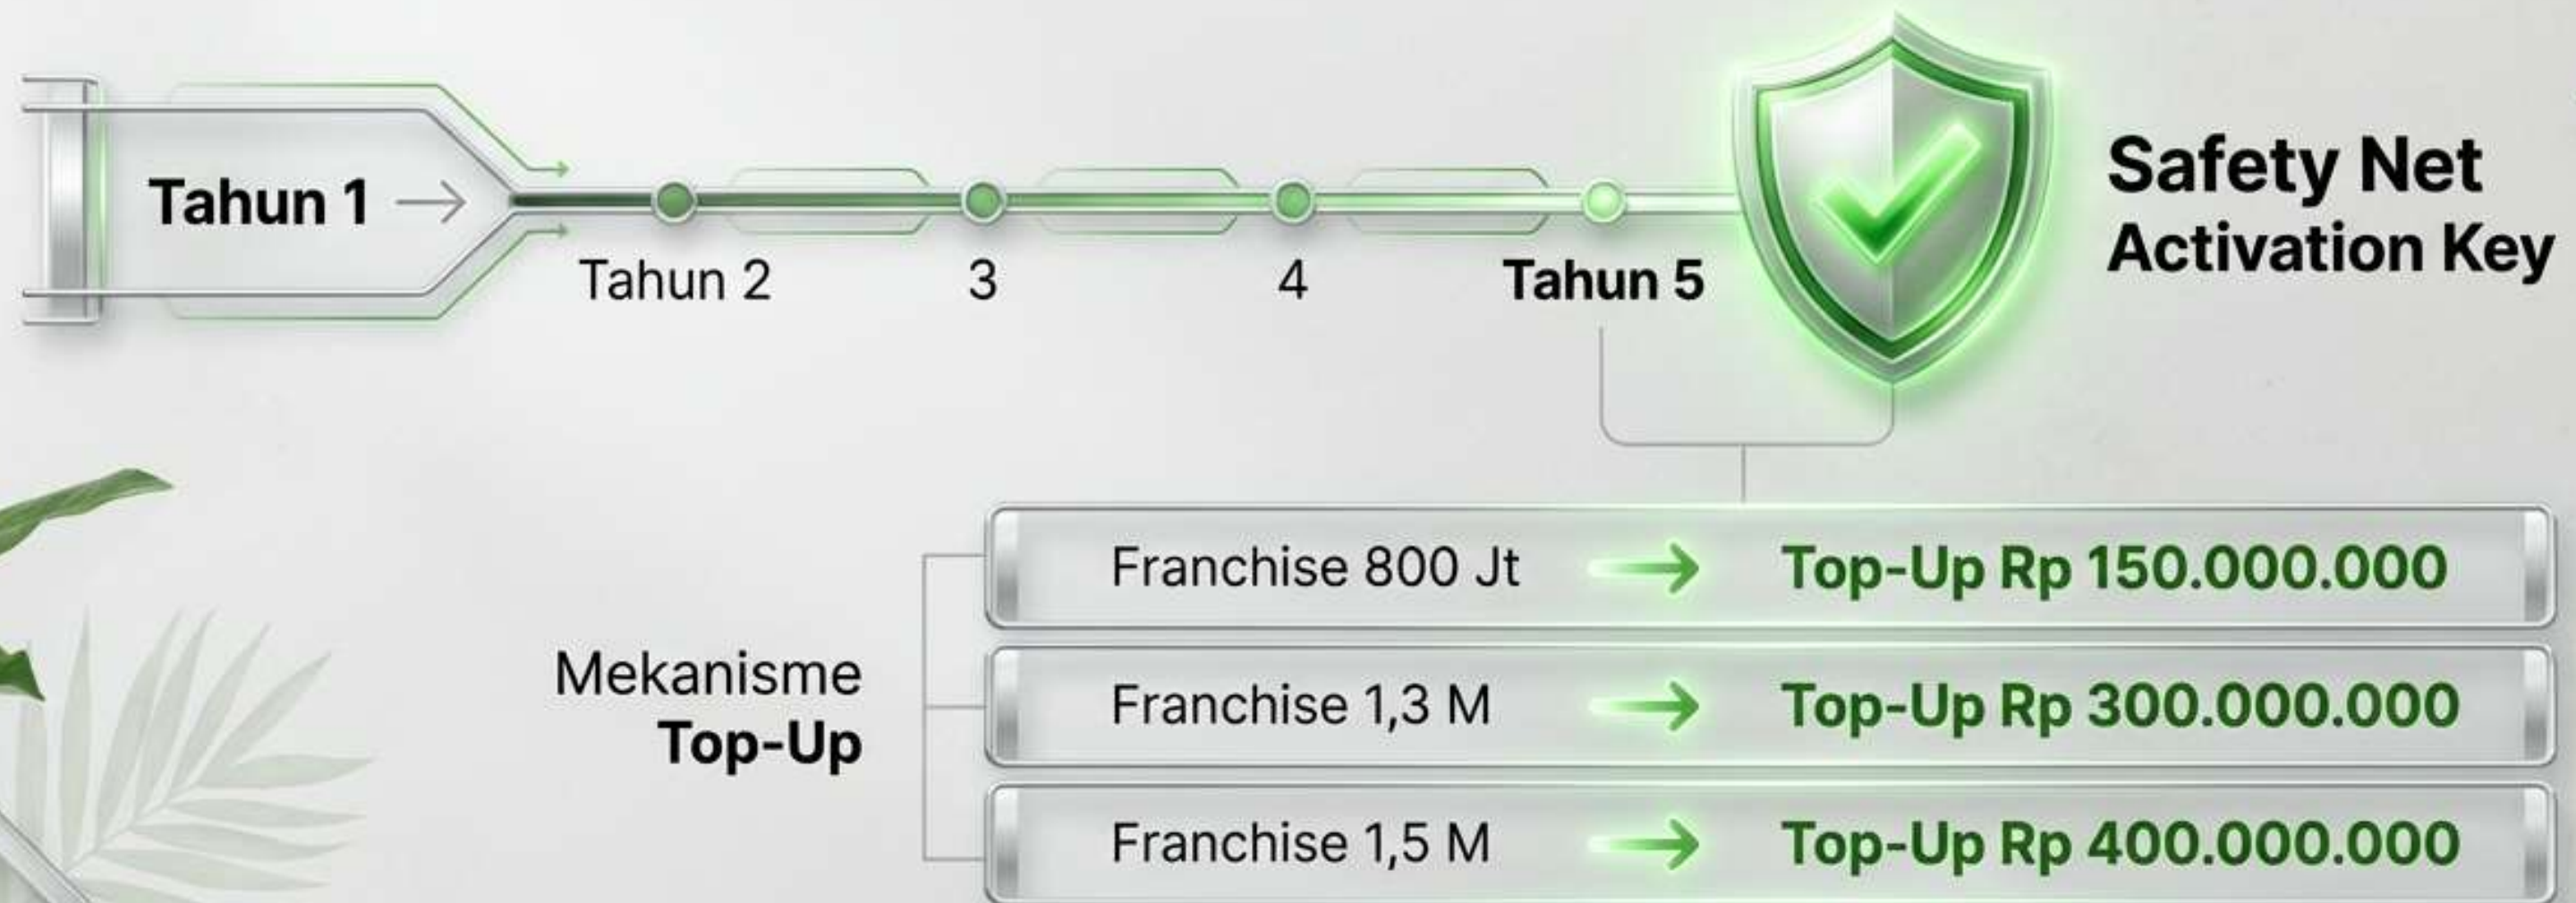 Tahun 1
Tahun 2
3
4
Tahun 5
Safety Net
Activation Key
Mekanisme
Top-Up
Franchise 800 Jt → Top-Up Rp 150.000.000
Franchise 1,3 M → Top-Up Rp 300.000.000
Franchise 1,5 M → Top-Up Rp 400.000.000